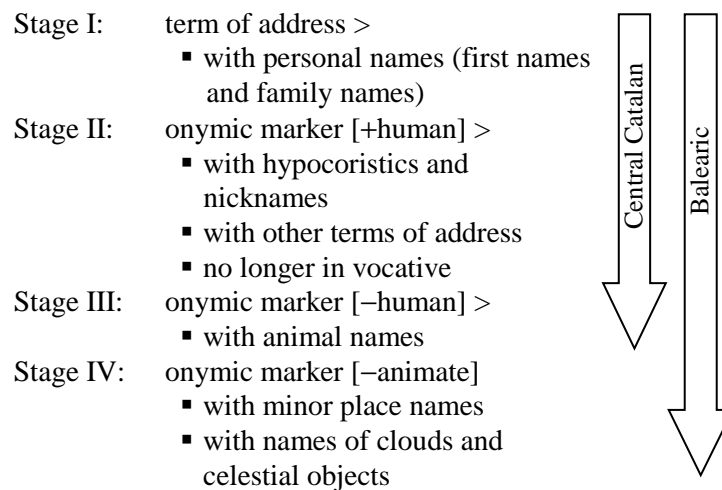 Stage I: term of address >
▪ with personal names (first names
and family names)
Stage II: onymic marker [+human] >
▪ with hypocoristics and
nicknames
▪ with other terms of address
▪ no longer in vocative
Stage III: onymic marker [−human] >
▪ with animal names
Stage IV: onymic marker [−animate]
▪ with minor place names
▪ with names of clouds and
celestial objects
Central Catalan
Balearic